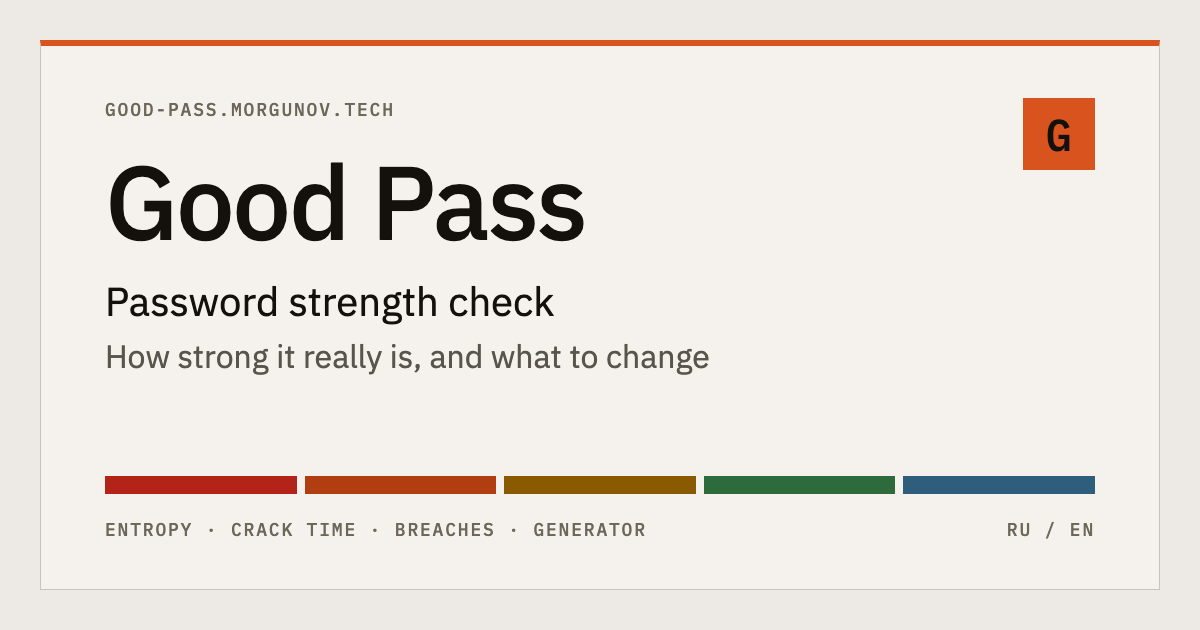 GOOD-PASS.MORGUNOV.TECH
G
Good Pass
Password strength check
How strong it really is, and what to change
ENTROPY · CRACK TIME · BREACHES · GENERATOR
RU / EN